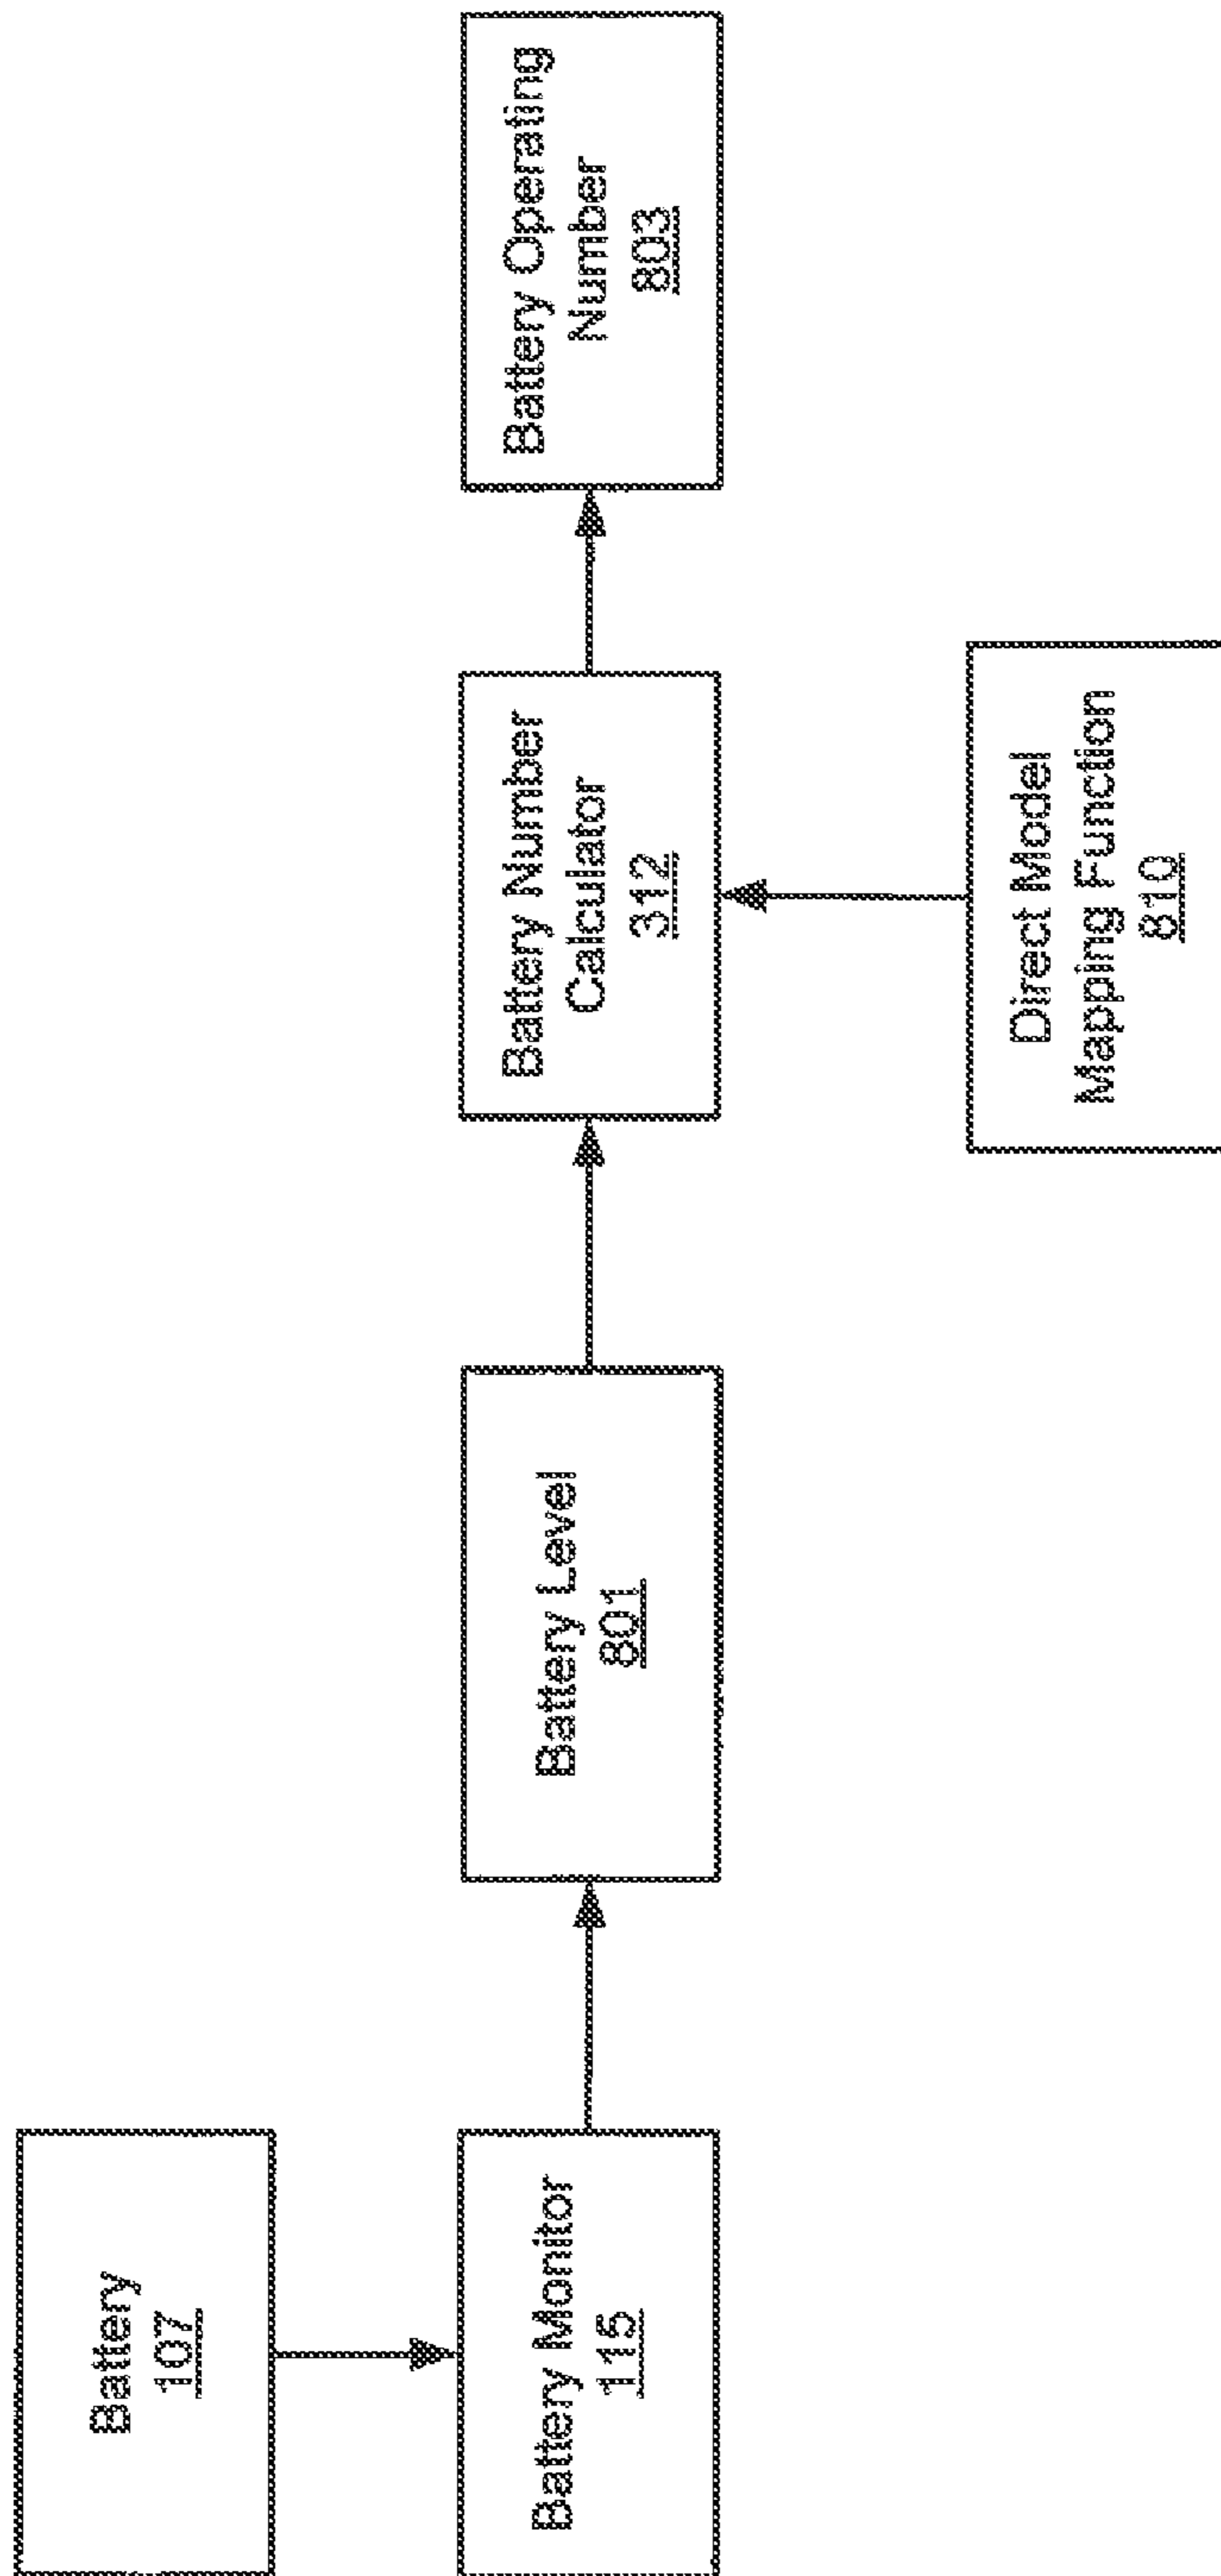 Battery
107
Battery Monitor
115
Battery Level
801
Battery Number
Calculator
312
Direct Model
Mapping Function
810
Battery Operating
Number
803